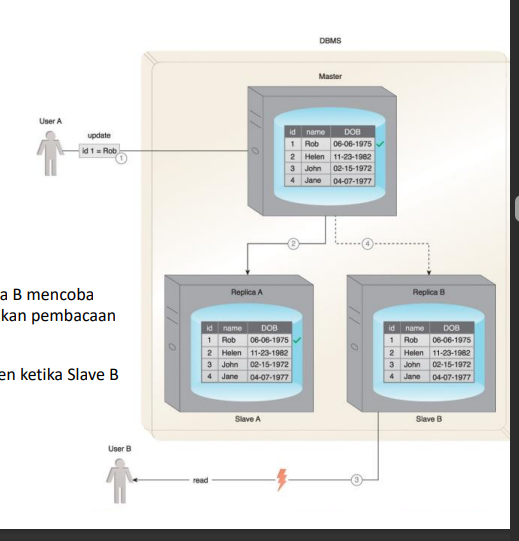 DBMS
Master
User A
update
id 1 = Rob
1
id name DOB
1 Rob 06-06-1975
2 Helen 11-23-1982
3 John 02-15-1972
4 Jane 04-07-1977
2
4
a B mencoba
kan pembacaan
en ketika Slave B
Replica A
id name DOB
1 Rob 06-06-1975
2 Helen 11-23-1982
3 John 02-15-1972
4 Jane 04-07-1977
Slave A
Replica B
id name DOB
1 Rob 06-06-1975
2 Helen 11-23-1982
3 John 02-15-1972
4 Jane 04-07-1977
Slave B
User B
read
3